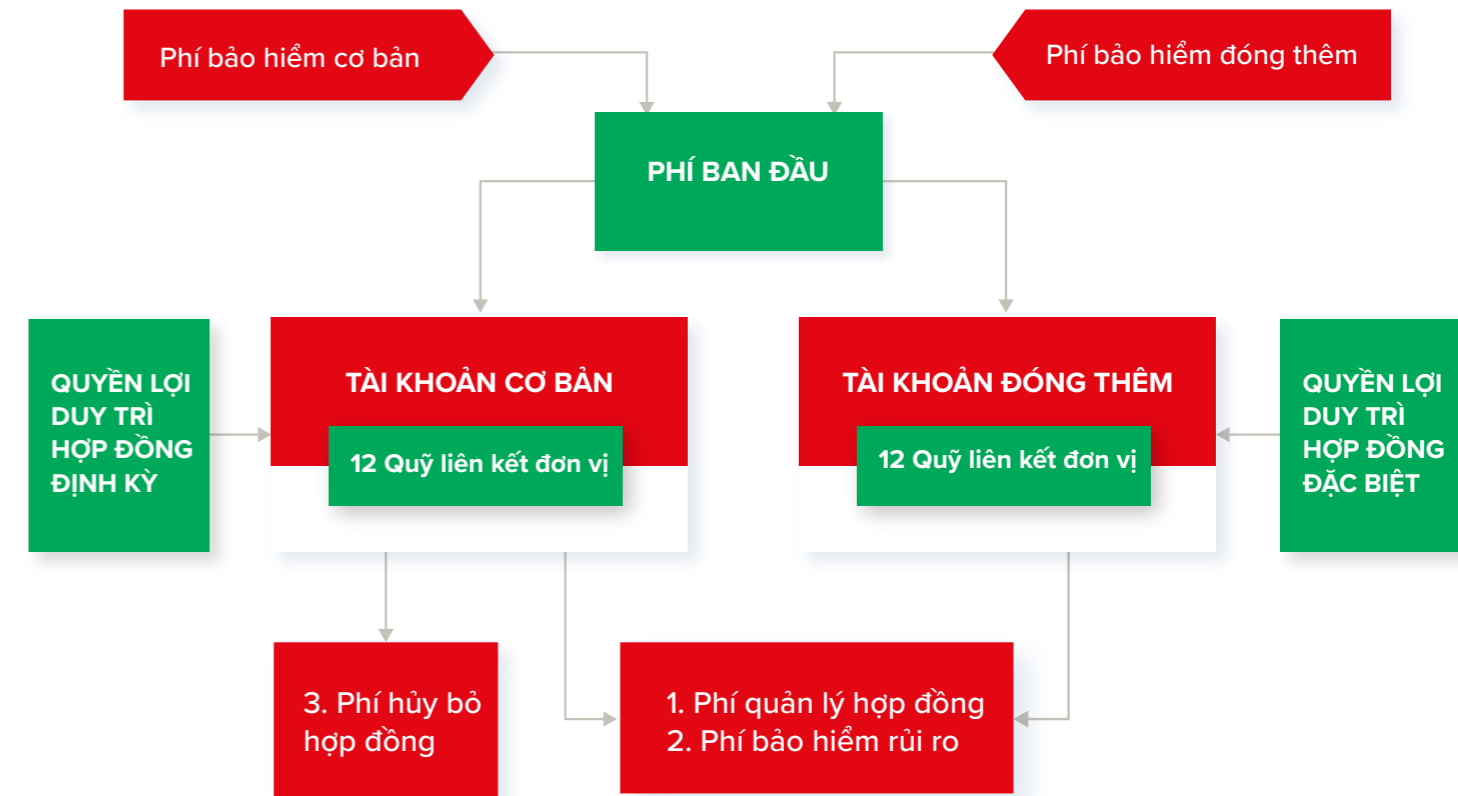 Phí bảo hiểm cơ bản
Phí bảo hiểm đóng thêm
PHÍ BAN ĐẦU
QUYỀN LỢI
DUY TRÌ
HỢP ĐỒNG
ĐỊNH KỲ
TÀI KHOẢN CƠ BẢN
12 Quỹ liên kết đơn vị
TÀI KHOẢN ĐÓNG THÊM
12 Quỹ liên kết đơn vị
QUYỀN LỢI
DUY TRÌ
HỢP ĐỒNG
ĐẶC BIỆT
3. Phí hủy bỏ
hợp đồng
1. Phí quản lý hợp đồng
2. Phí bảo hiểm rủi ro